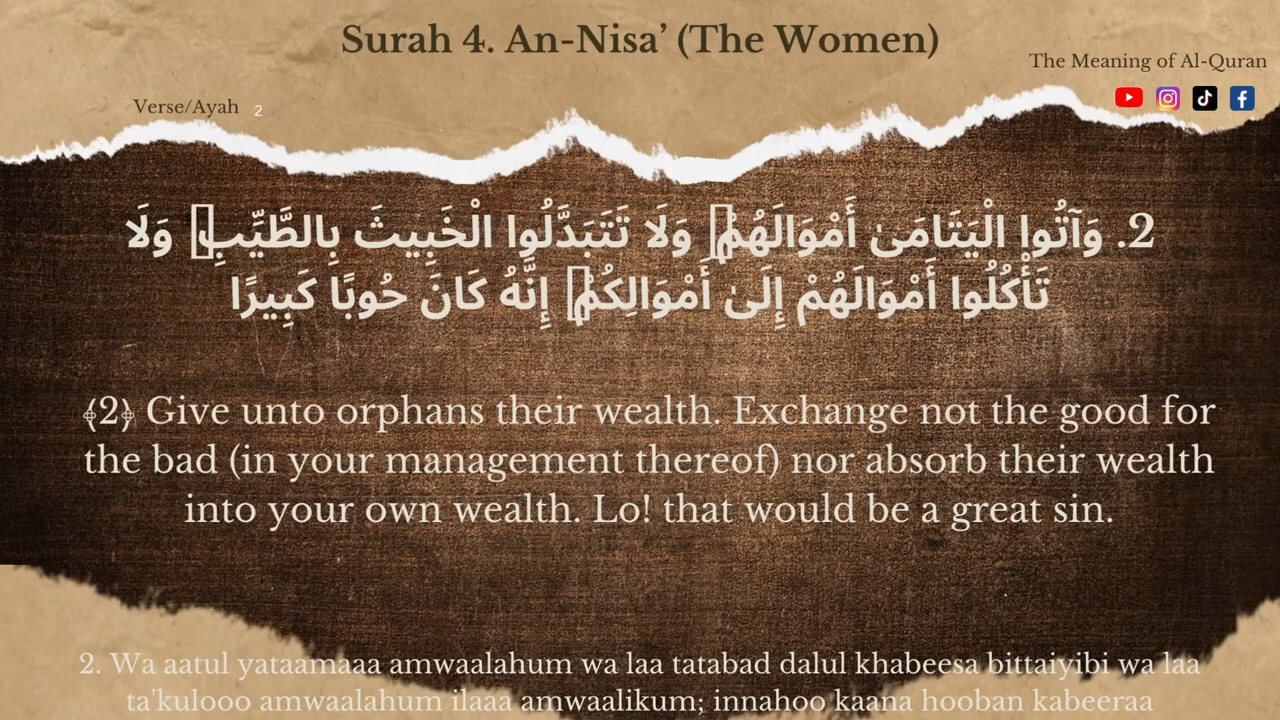 Surah 4. An-Nisa’ (The Women)
The Meaning of Al-Quran
Verse/Ayah 2
2. وَآتُوا الْيَتَامَىٰ أَمْوَالَهُمْ وَلَا تَتَبَدَّلُوا الْخَبِيثَ بِالطَّيِّبِ وَلَا
تَأْكُلُوا أَمْوَالَهُمْ إِلَىٰ أَمْوَالِكُمْ إِنَّهُ كَانَ حُوبًا كَبِيرًا
﴾2﴿ Give unto orphans their wealth. Exchange not the good for
the bad (in your management thereof) nor absorb their wealth
into your own wealth. Lo! that would be a great sin.
2. Wa aatul yataamaaa amwaalahum wa laa tatabad dalul khabeesa bittaiyibi wa laa
ta'kulooo amwaalahum ilaaa amwaalikum; innahoo kaana hooban kabeeraa